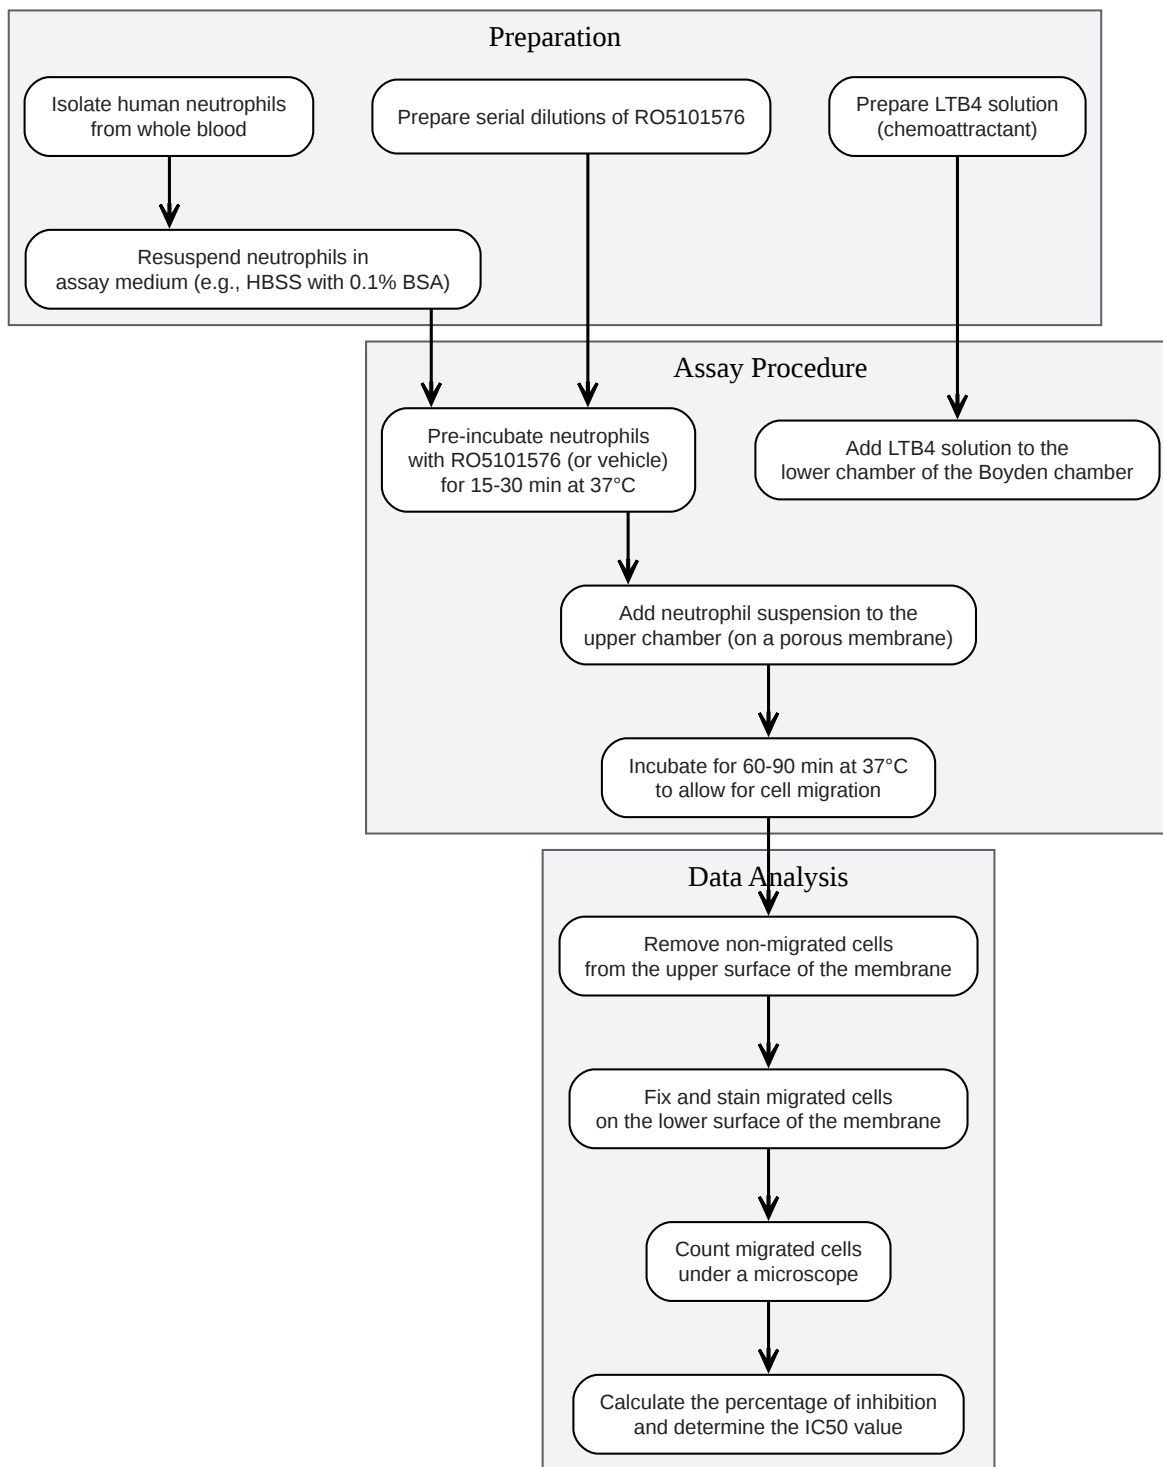 Preparation
Isolate human neutrophils
from whole blood
Prepare serial dilutions of RO5101576
Prepare LTB4 solution
(chemoattractant)
Resuspend neutrophils in
assay medium (e.g., HBSS with 0.1% BSA)
Assay Procedure
Pre-incubate neutrophils
with RO5101576 (or vehicle)
for 15-30 min at 37°C
Add LTB4 solution to the
lower chamber of the Boyden chamber
Add neutrophil suspension to the
upper chamber (on a porous membrane)
Incubate for 60-90 min at 37°C
to allow for cell migration
Data Analysis
Remove non-migrated cells
from the upper surface of the membrane
Fix and stain migrated cells
on the lower surface of the membrane
Count migrated cells
under a microscope
Calculate the percentage of inhibition
and determine the IC50 value